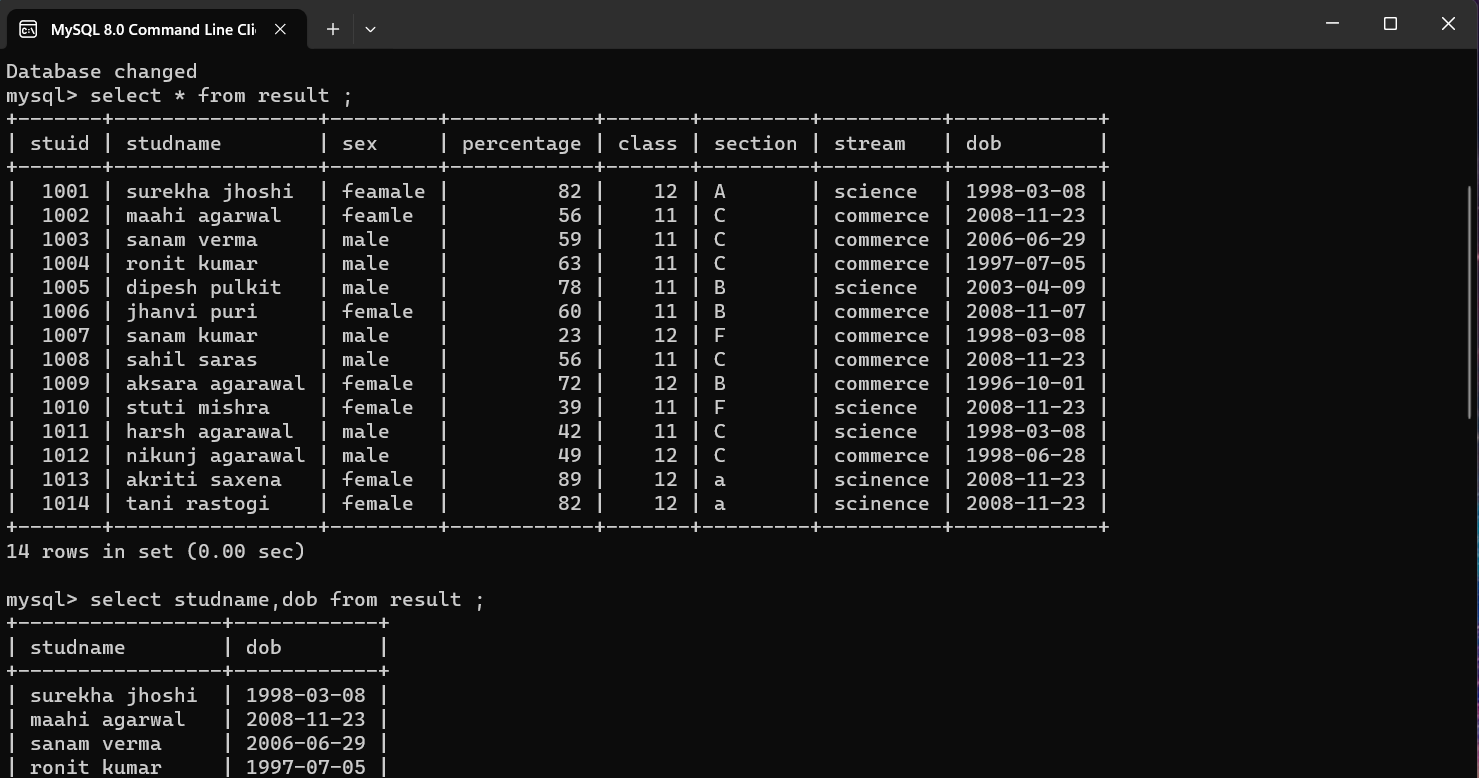 MySQL 8.0 Command Line Cli
Database changed
mysql> select * from result ;
+-------+-----------------+---------+------------+-------+---------+----------+------------+
| stuid | studname        | sex     | percentage | class | section | stream   | dob        |
+-------+-----------------+---------+------------+-------+---------+----------+------------+
|  1001 | surekha jhoshi  | feamale |         82 |    12 | A       | science  | 1998-03-08 |
|  1002 | maahi agarwal   | feamle  |         56 |    11 | C       | commerce | 2008-11-23 |
|  1003 | sanam verma     | male    |         59 |    11 | C       | commerce | 2006-06-29 |
|  1004 | ronit kumar     | male    |         63 |    11 | C       | commerce | 1997-07-05 |
|  1005 | dipesh pulkit   | male    |         78 |    11 | B       | science  | 2003-04-09 |
|  1006 | jhanvi puri     | female  |         60 |    11 | B       | commerce | 2008-11-07 |
|  1007 | sanam kumar     | male    |         23 |    12 | F       | commerce | 1998-03-08 |
|  1008 | sahil saras     | male    |         56 |    11 | C       | commerce | 2008-11-23 |
|  1009 | aksara agarawal | female  |         72 |    12 | B       | commerce | 1996-10-01 |
|  1010 | stuti mishra    | female  |         39 |    11 | F       | science  | 2008-11-23 |
|  1011 | harsh agarawal  | male    |         42 |    11 | C       | science  | 1998-03-08 |
|  1012 | nikunj agarawal | male    |         49 |    12 | C       | commerce | 1998-06-28 |
|  1013 | akriti saxena   | female  |         89 |    12 | a       | scinence | 2008-11-23 |
|  1014 | tani rastogi    | female  |         82 |    12 | a       | scinence | 2008-11-23 |
+-------+-----------------+---------+------------+-------+---------+----------+------------+
14 rows in set (0.00 sec)
mysql> select studname,dob from result ;
+-----------------+------------+
| studname        | dob        |
+-----------------+------------+
| surekha jhoshi  | 1998-03-08 |
| maahi agarwal   | 2008-11-23 |
| sanam verma     | 2006-06-29 |
| ronit kumar     | 1997-07-05 |